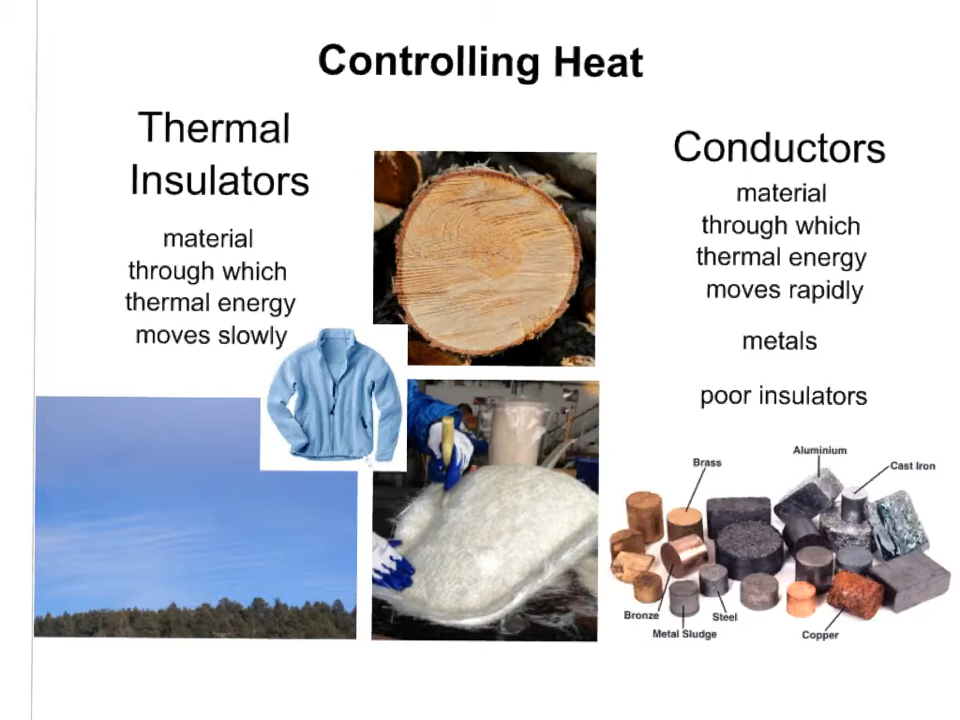 Controlling Heat
Thermal
Insulators
material
through which
thermal energy
moves slowly
Conductors
material
through which
thermal energy
moves rapidly
metals
poor insulators
Brass
Aluminium
Cast Iron
Bronze
Metal Sludge
Steel
Copper